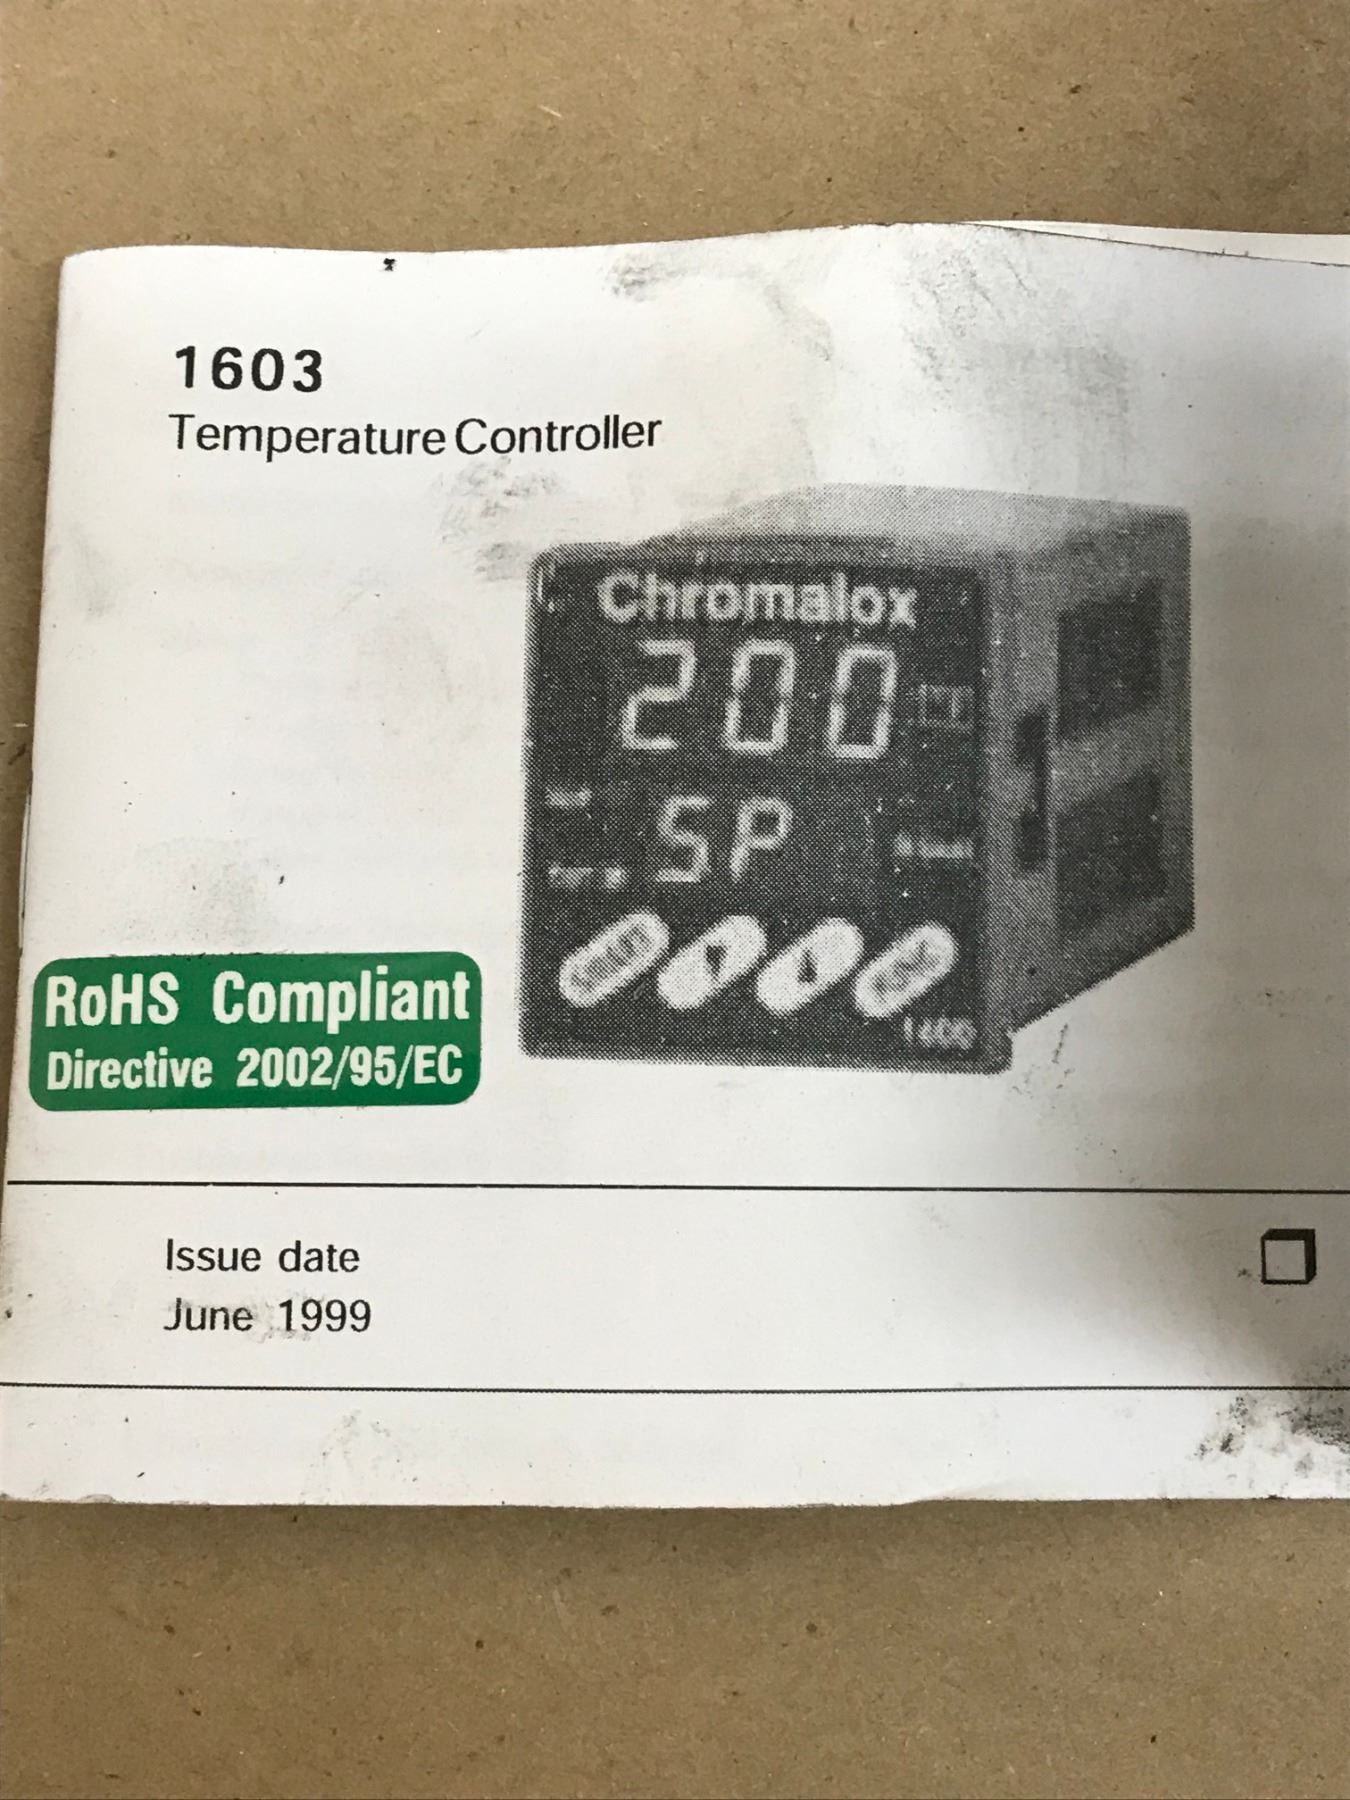 1603
Temperature Controller
Chromalox
200
SP
RoHS Compliant
Directive 2002/95/EC
Issue date
June 1999